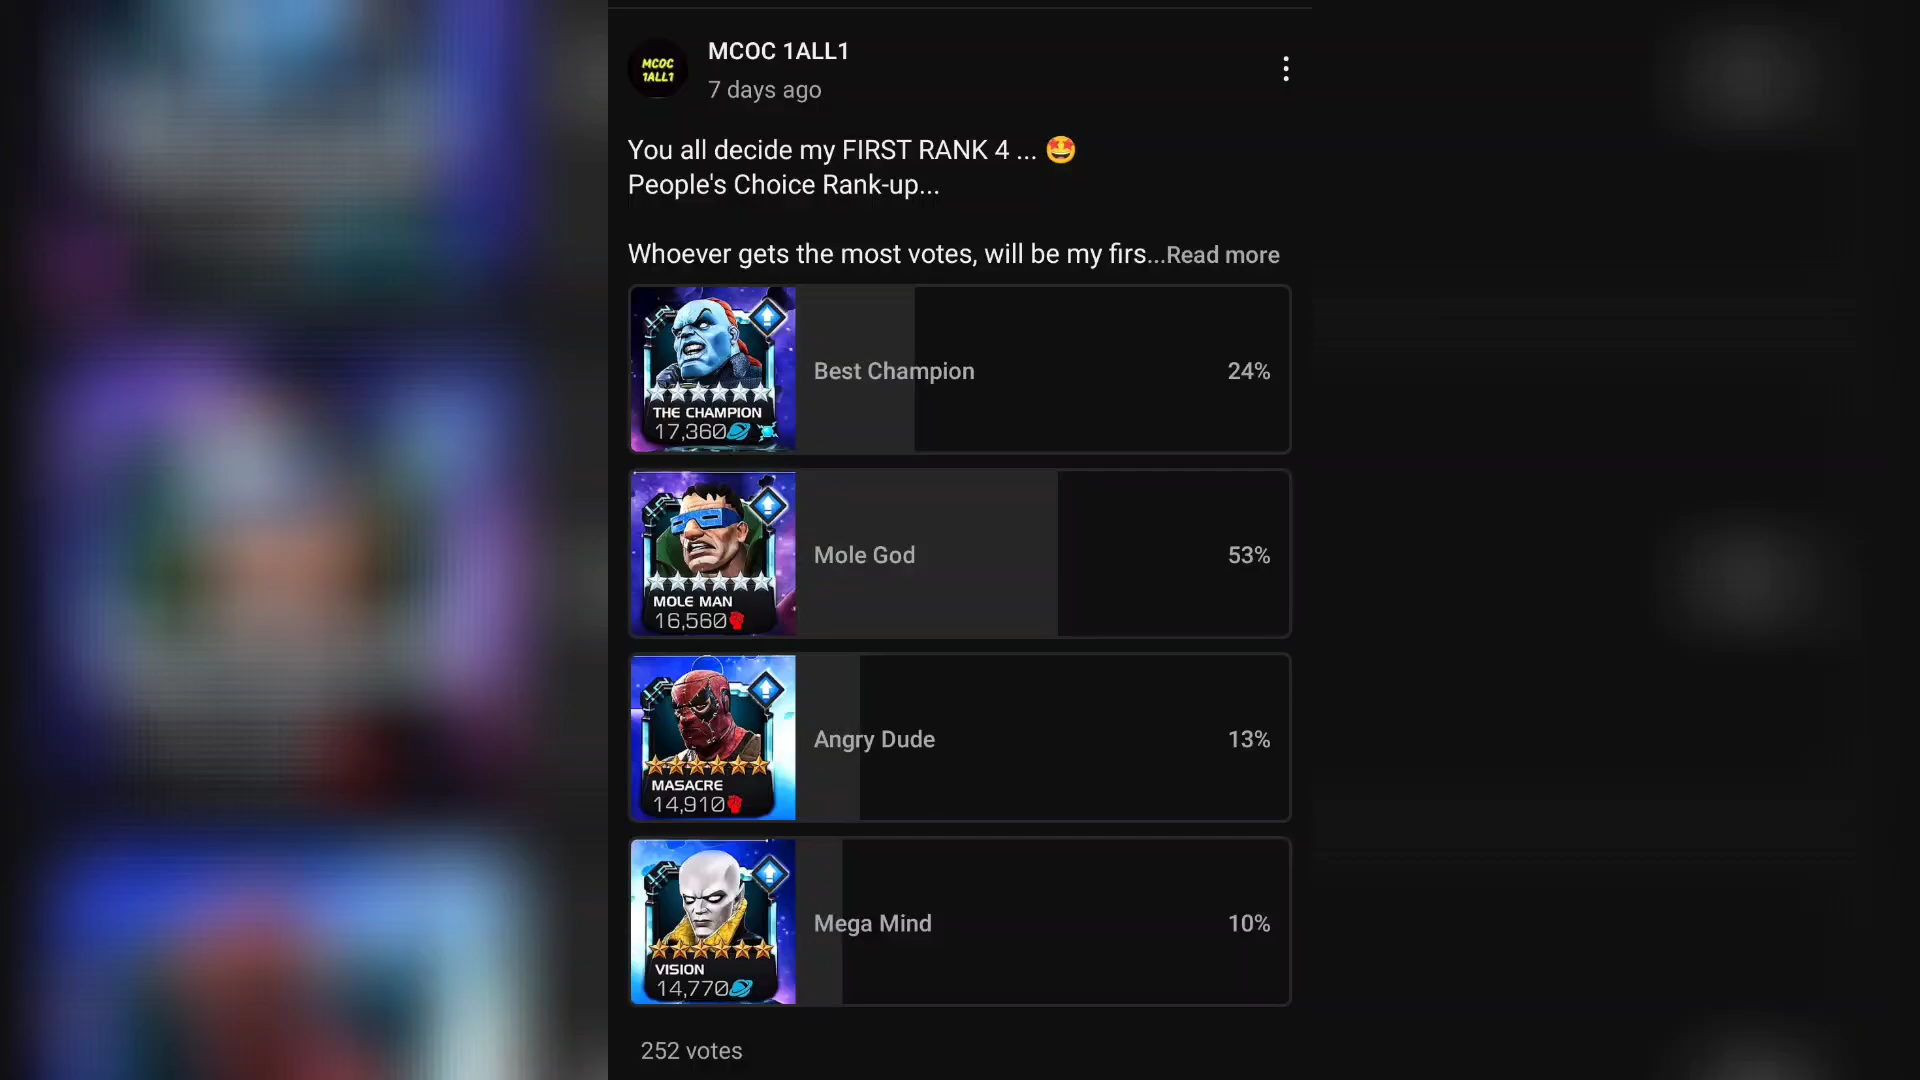 MCOC
1ALL1
MCOC 1ALL1
7 days ago
You all decide my FIRST RANK 4 ... 🤩
People's Choice Rank-up...
Whoever gets the most votes, will be my firs...Read more
THE CHAMPION
17,360
Best Champion
24%
MOLE MAN
16,560
Mole God
53%
MASACRE
14,910
Angry Dude
13%
VISION
14,770
Mega Mind
10%
252 votes